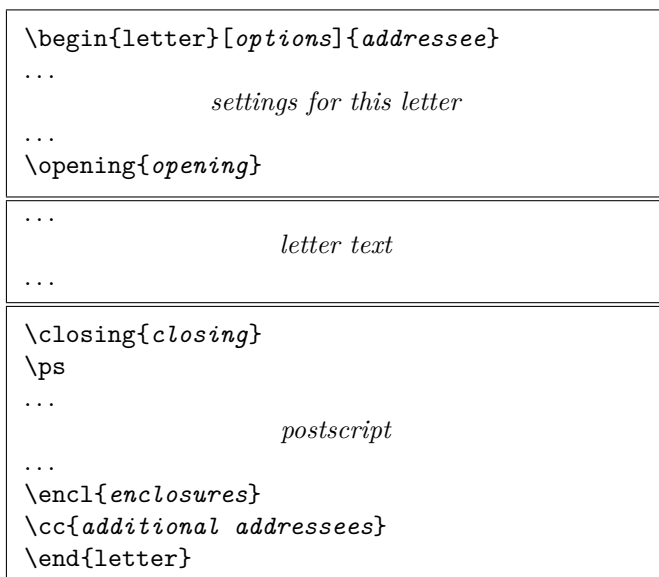 \begin{letter}[options]{addressee}
...
settings for this letter
...
\opening{opening}
...
letter text
...
\closing{closing}
\ps
...
postscript
...
\encl{enclosures}
\cc{additional addressees}
\end{letter}